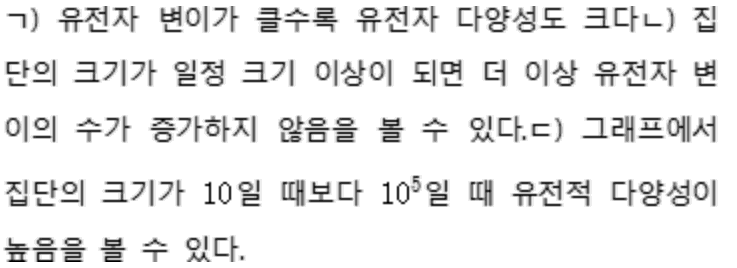 ㄱ) 유전자 변이가 클수록 유전자 다양성도 크다ㄴ) 집
단의 크기가 일정 크기 이상이 되면 더 이상 유전자 변
이의 수가 증가하지 않음을 볼 수 있다.ㄷ) 그래프에서
집단의 크기가 10일 때보다 10⁵일 때 유전적 다양성이
높음을 볼 수 있다.